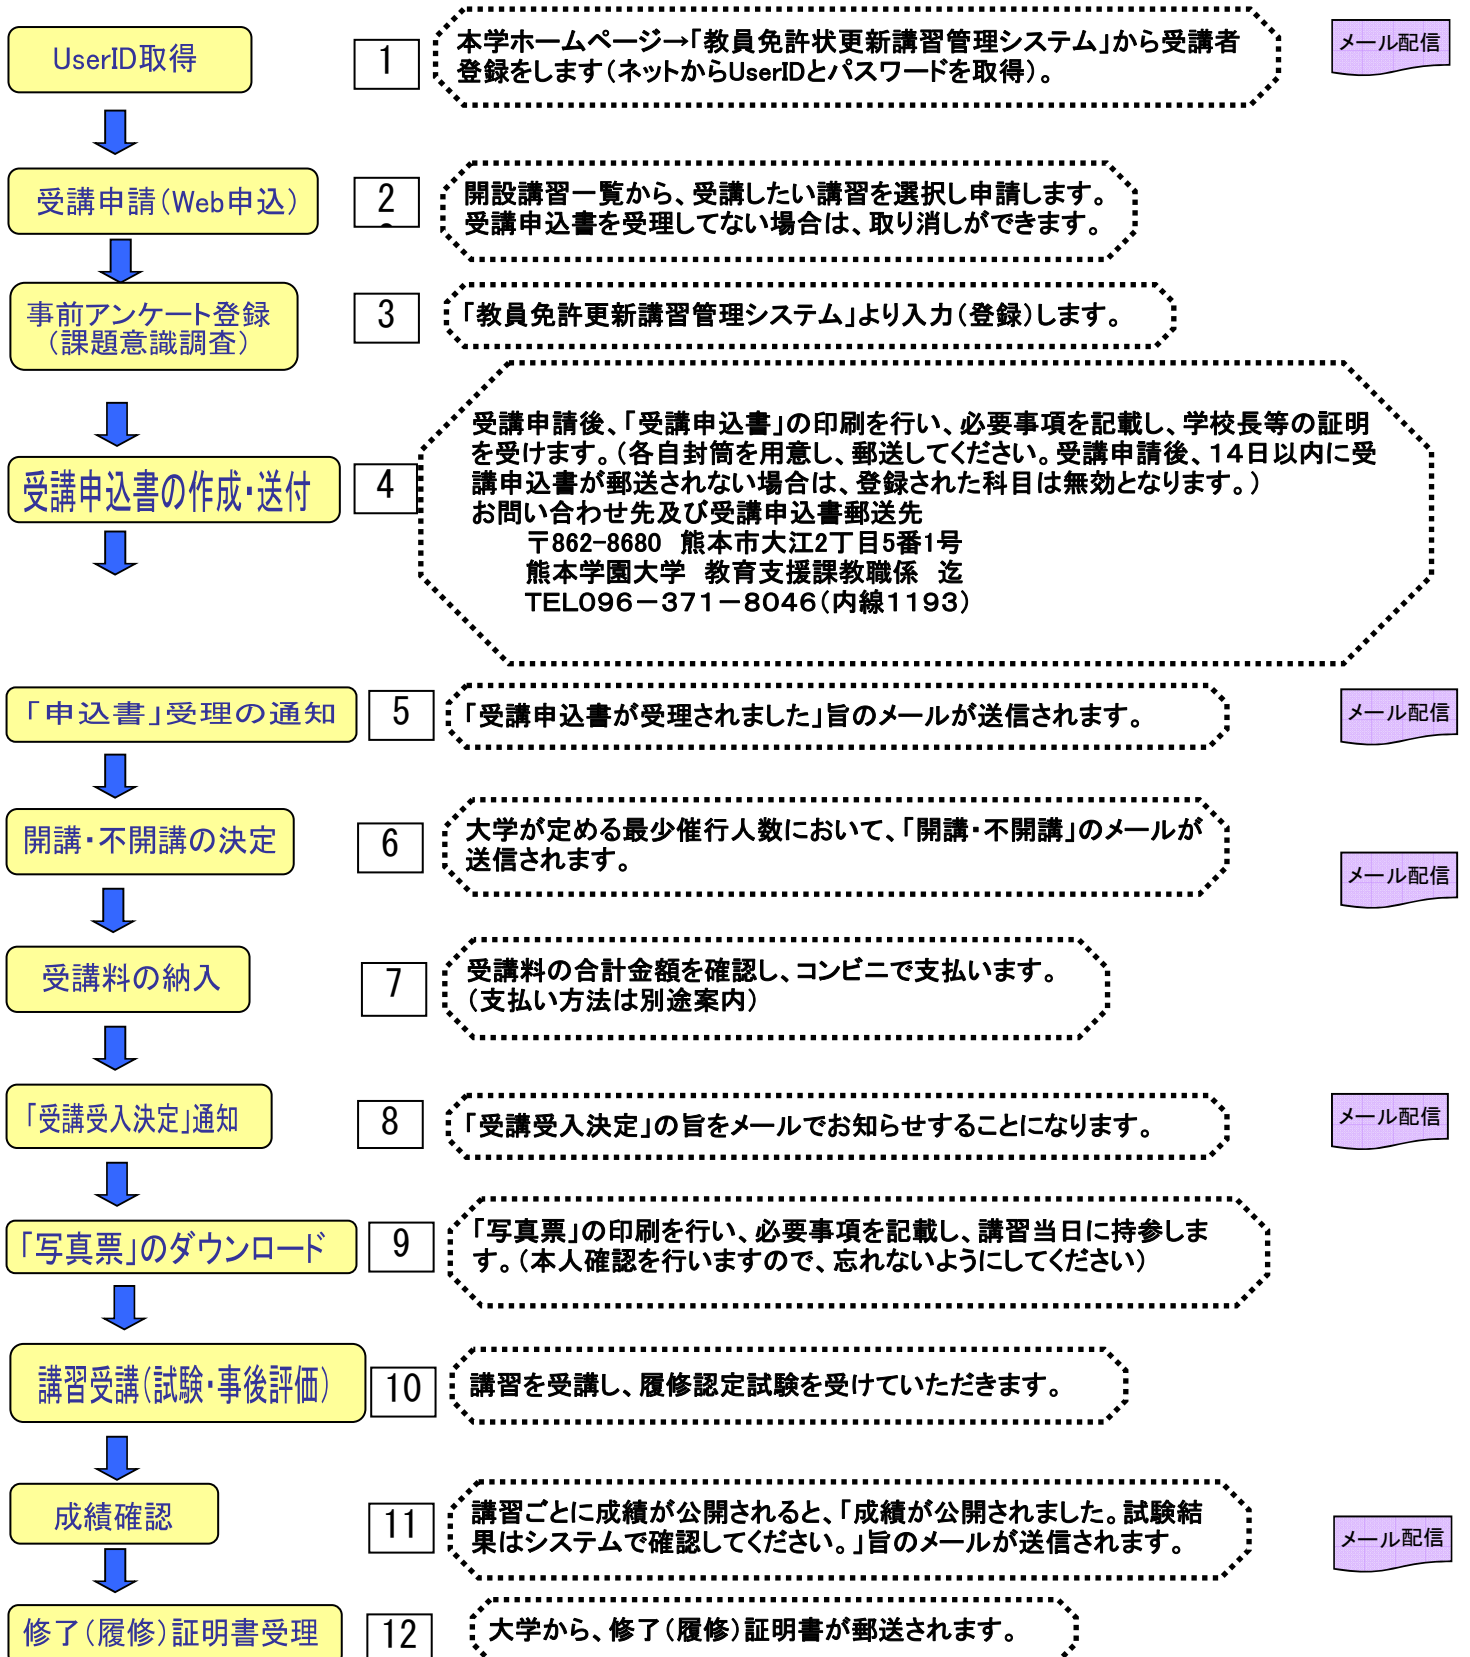 UserID取得
1
本学ホームページ→「教員免許状更新講習管理システム」から受講者
登録をします（ネットからUserIDとパスワードを取得）。
メール配信
受講申請（Web申込）
2
開設講習一覧から、受講したい講習を選択し申請します。
受講申込書を受理してない場合は、取り消しができます。
事前アンケート登録
（課題意識調査）
3
「教員免許更新講習管理システム」より入力（登録）します。
受講申込書の作成・送付
4
受講申請後、「受講申込書」の印刷を行い、必要事項を記載し、学校長等の証明
を受けます。（各自封筒を用意し、郵送してください。受講申請後、１４日以内に受
講申込書が郵送されない場合は、登録された科目は無効となります。）
お問い合わせ先及び受講申込書郵送先
〒862-8680 熊本市大江2丁目5番1号
熊本学園大学 教育支援課教職係 迄
TEL０９６－３７１－８０４６（内線１１９３）
「申込書」受理の通知
5
「受講申込書が受理されました」旨のメールが送信されます。
メール配信
開講・不開講の決定
6
大学が定める最少催行人数において、「開講・不開講」のメールが
送信されます。
メール配信
受講料の納入
7
受講料の合計金額を確認し、コンビニで支払います。
（支払い方法は別途案内）
「受講受入決定」通知
8
「受講受入決定」の旨をメールでお知らせすることになります。
メール配信
「写真票」のダウンロード
9
「写真票」の印刷を行い、必要事項を記載し、講習当日に持参しま
す。（本人確認を行いますので、忘れないようにしてください）
講習受講（試験・事後評価）
10
講習を受講し、履修認定試験を受けていただきます。
成績確認
11
講習ごとに成績が公開されると、「成績が公開されました。試験結
果はシステムで確認してください。」旨のメールが送信されます。
メール配信
修了（履修）証明書受理
12
大学から、修了（履修）証明書が郵送されます。